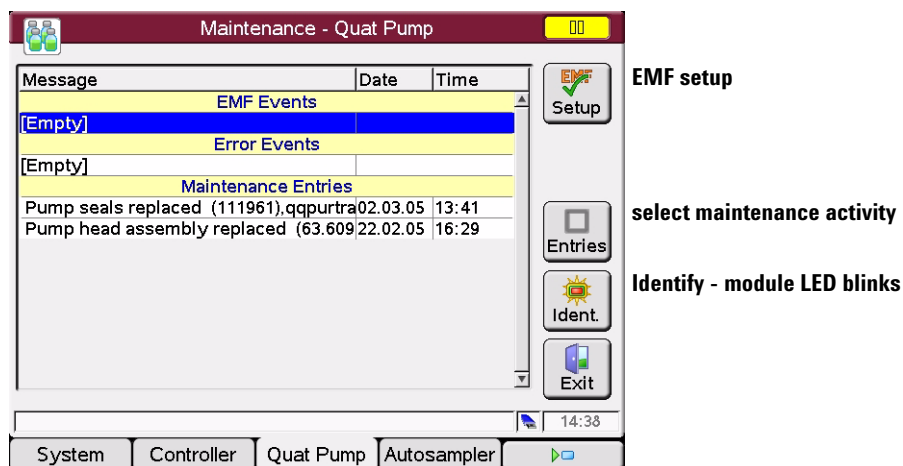 Maintenance - Quat Pump
Message Date Time
EMF Events
[Empty]
Error Events
[Empty]
Maintenance Entries
Pump seals replaced (111961),qqpurtra 02.03.05 13:41
Pump head assembly replaced (63.609 22.02.05 16:29
EMF
Setup
EMF setup
Entries
select maintenance activity
Ident.
Identify - module LED blinks
Exit
14:38
System Controller Quat Pump Autosampler